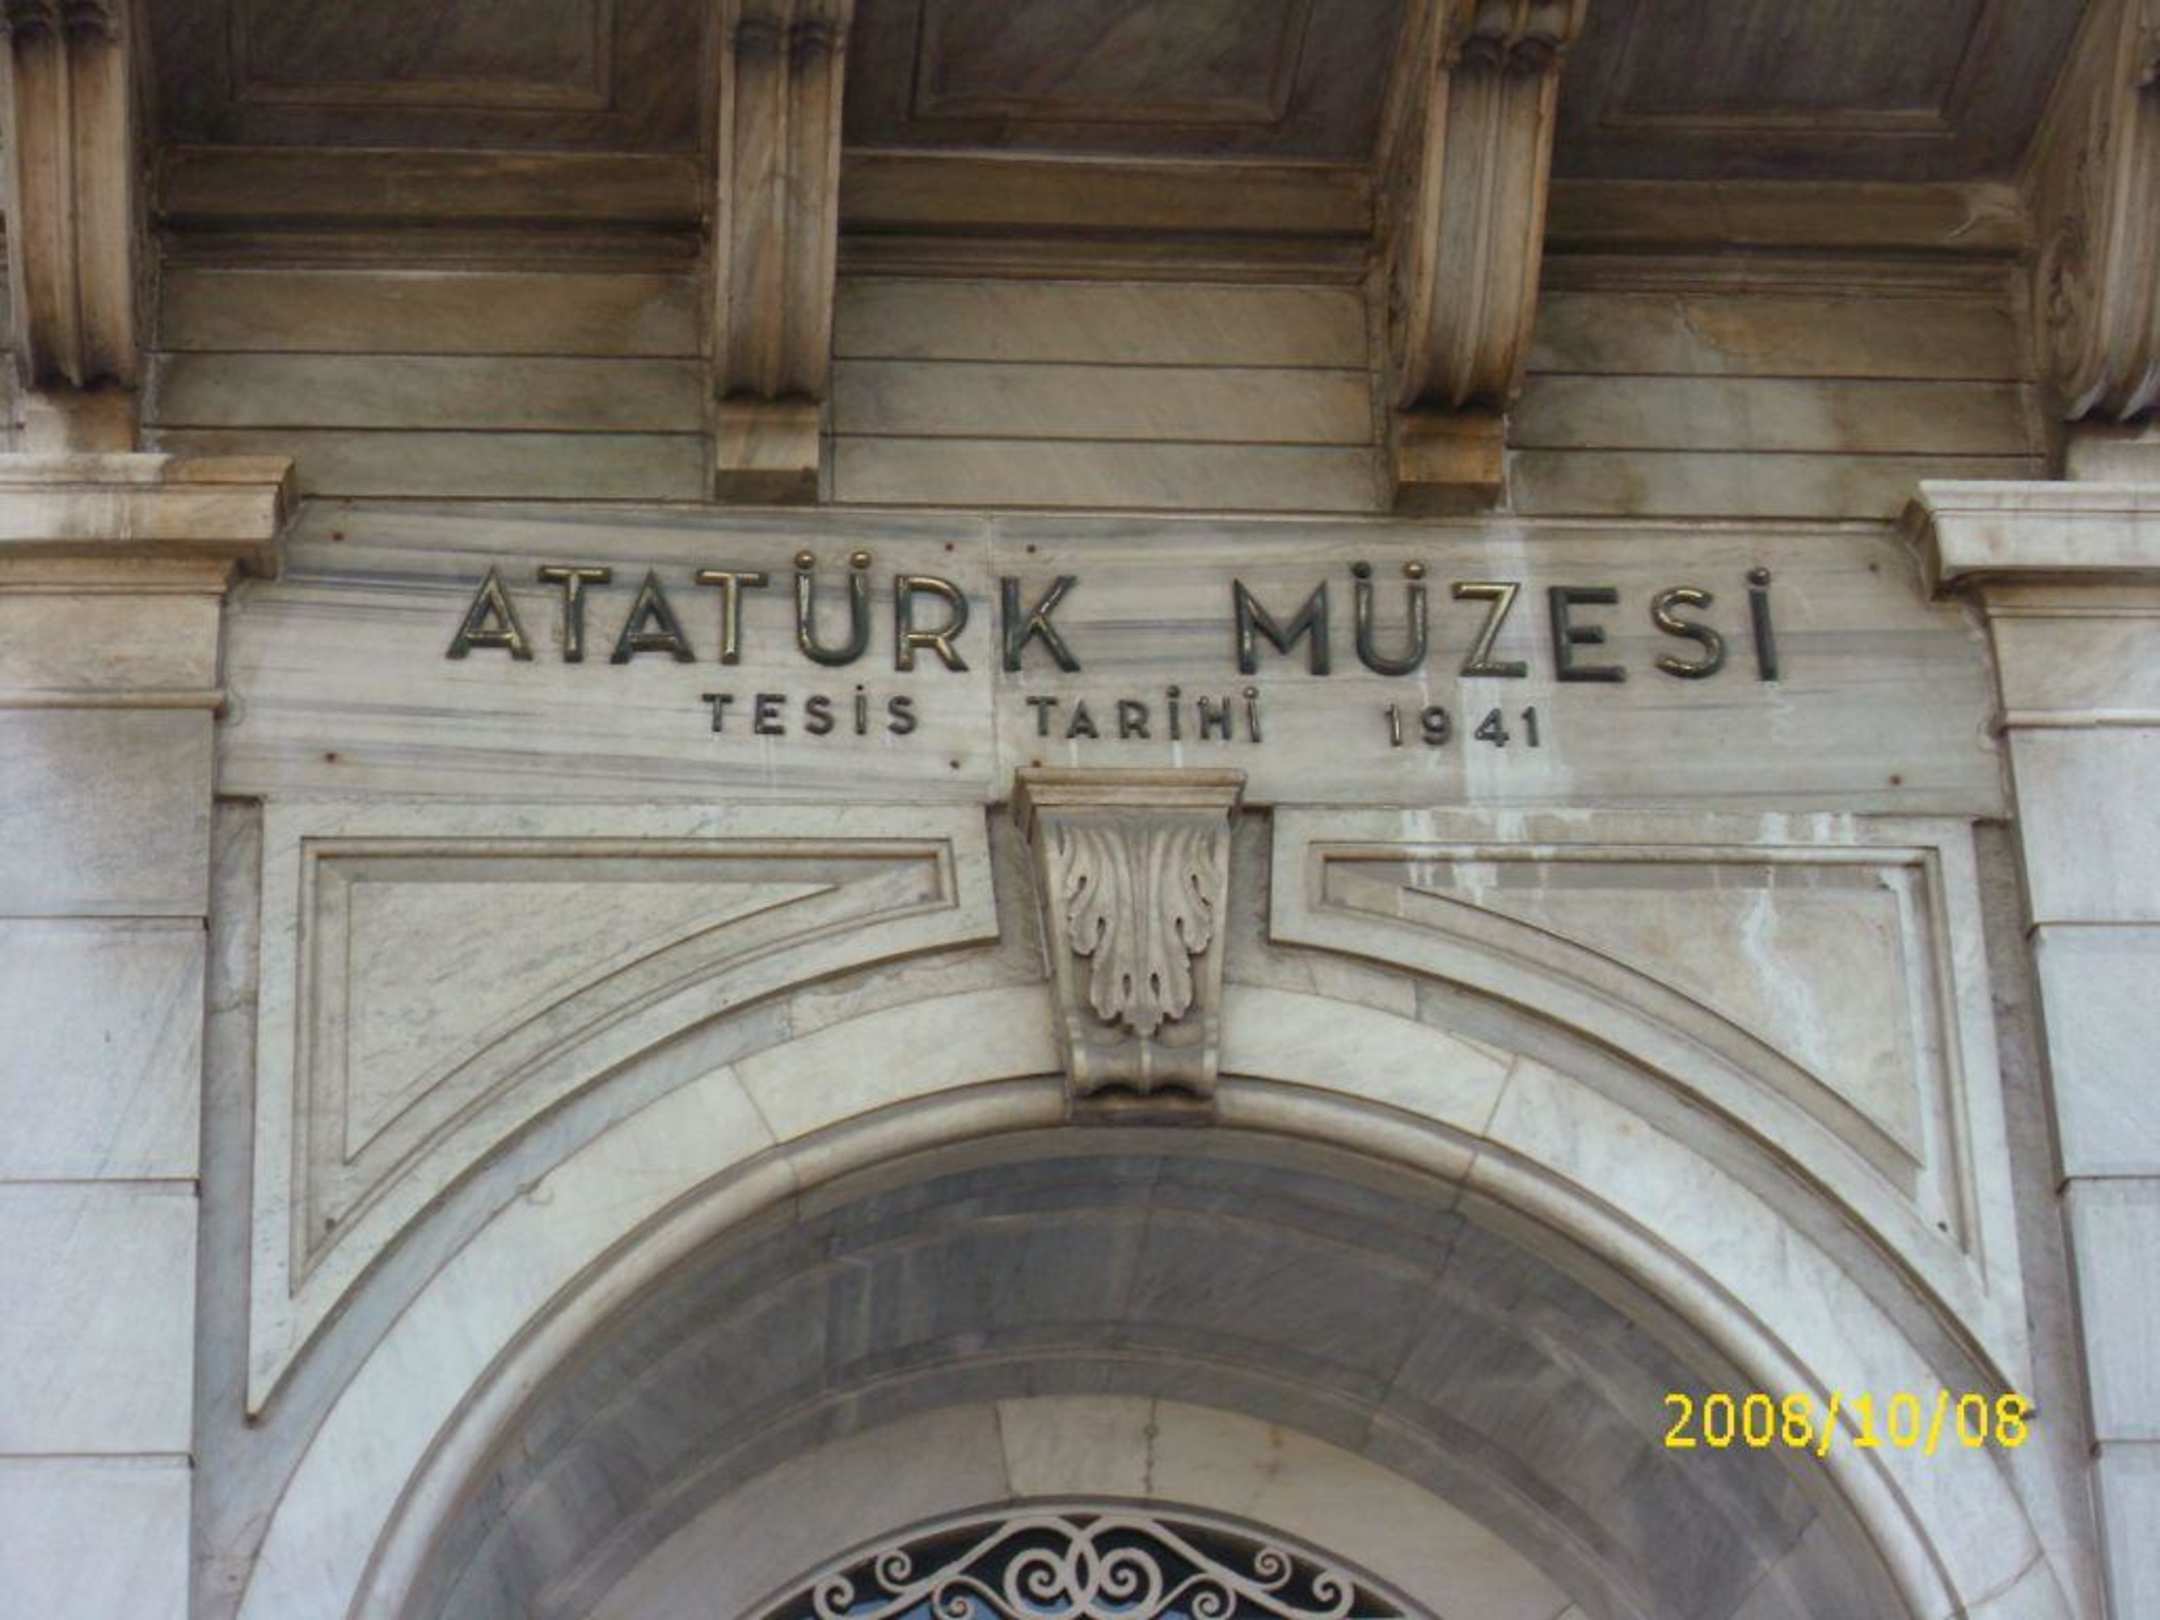 ATATÜRK MÜZESİ
TESİS TARİHİ 1941
2008/10/08